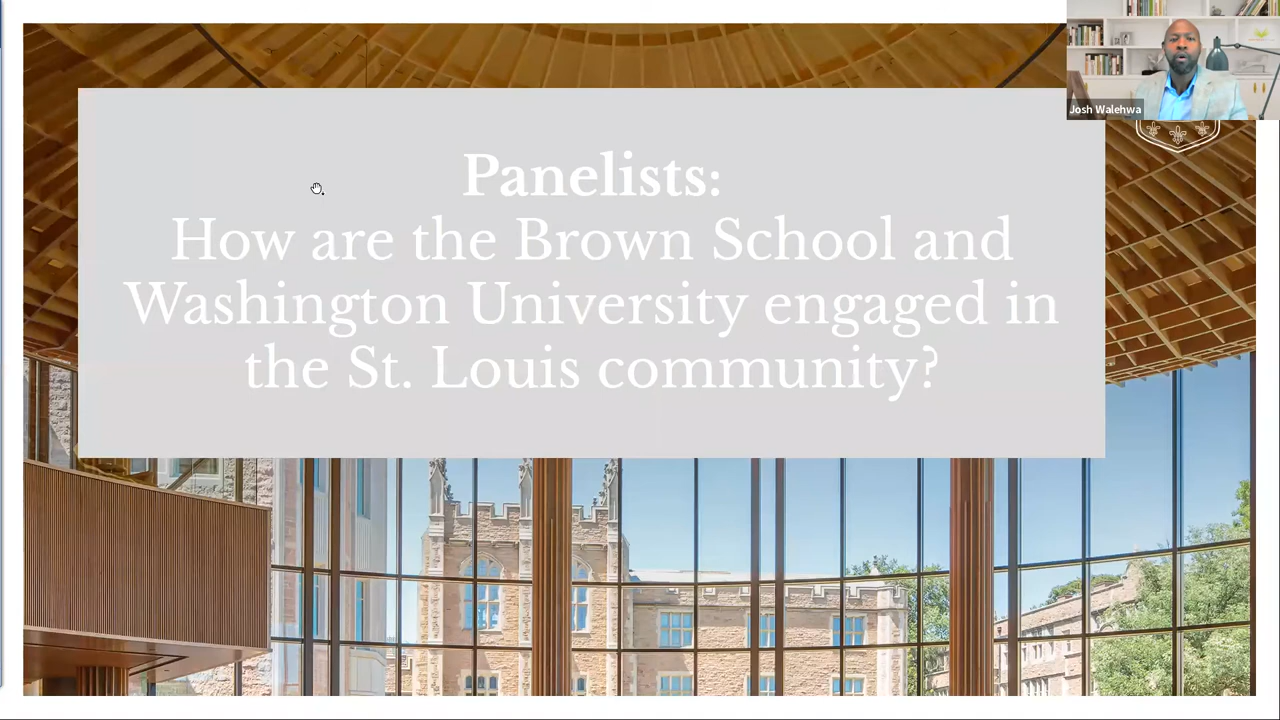 Panelists:
How are the Brown School and
Washington University engaged in
the St. Louis community?
Josh Walehwa